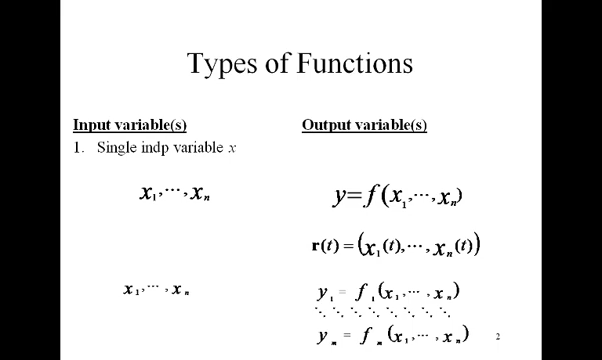 Types of Functions
Input variable(s) Output variable(s)
1. Single indp variable x
x₁,⋯,xₙ y=f(x₁,⋯,xₙ)
r(t) = (x₁(t),⋯,xₙ(t))
x₁,⋯,xₙ y₁ = f₁(x₁,⋯,xₙ)
⋱ ⋱ ⋱ ⋱ ⋱ ⋱ ⋱ ⋱
yₘ = fₘ(x₁,⋯,xₙ) 2